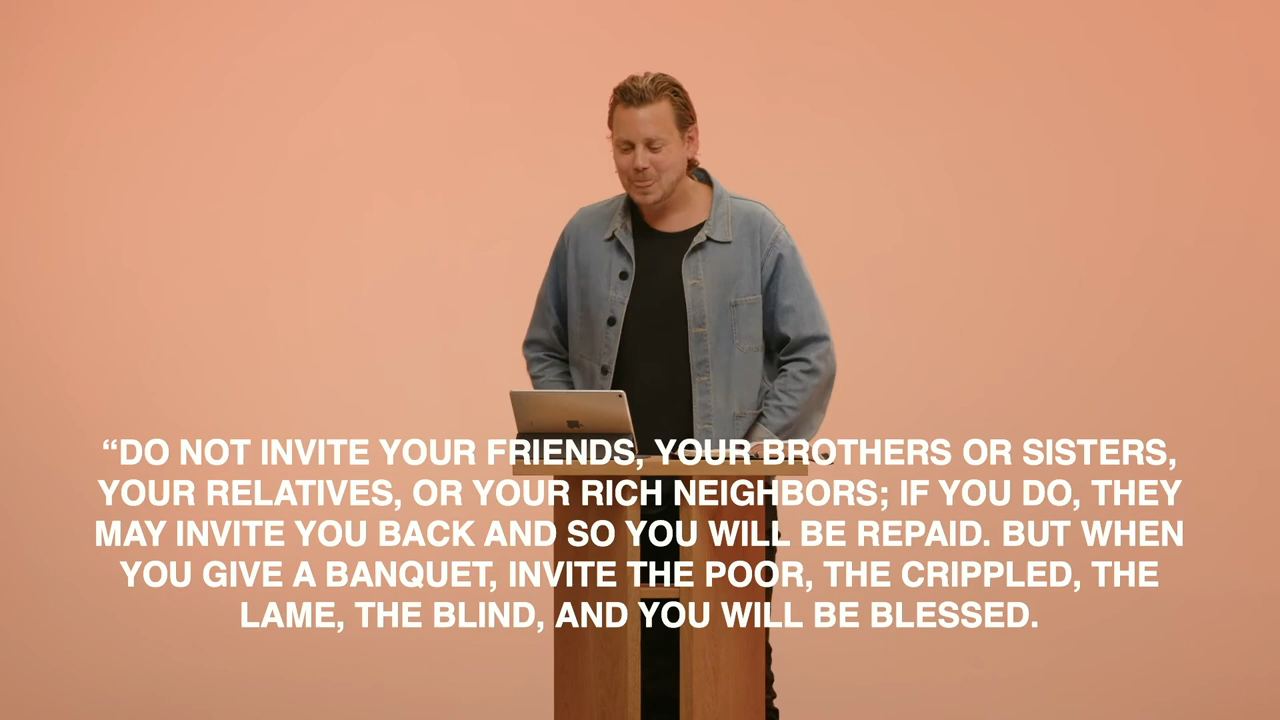 “DO NOT INVITE YOUR FRIENDS, YOUR BROTHERS OR SISTERS,
YOUR RELATIVES, OR YOUR RICH NEIGHBORS; IF YOU DO, THEY
MAY INVITE YOU BACK AND SO YOU WILL BE REPAID. BUT WHEN
YOU GIVE A BANQUET, INVITE THE POOR, THE CRIPPLED, THE
LAME, THE BLIND, AND YOU WILL BE BLESSED.